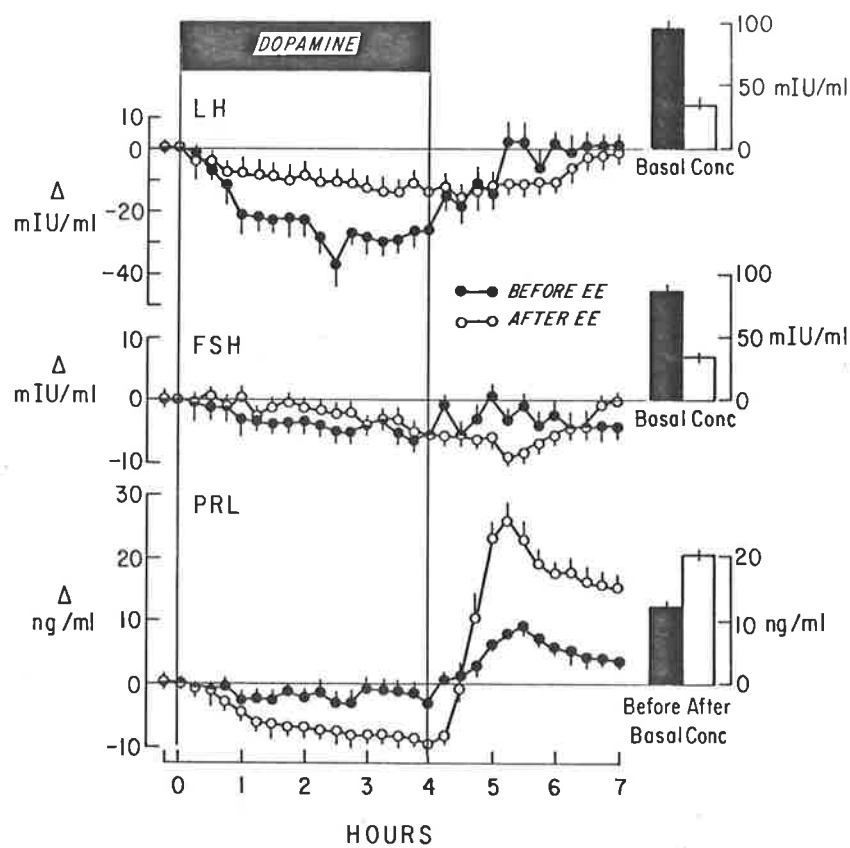 DOPAMINE
LH
10
0
-20
-40
Δ
mIU/ml
100
50 mIU/ml
0
Basal Conc
BEFORE EE
AFTER EE
FSH
10
0
-10
Δ
mIU/ml
100
50 mIU/ml
0
Basal Conc
PRL
30
20
10
0
-10
Δ
ng/ml
20
10 ng/ml
0
Before After
Basal Conc
0 1 2 3 4 5 6 7
HOURS